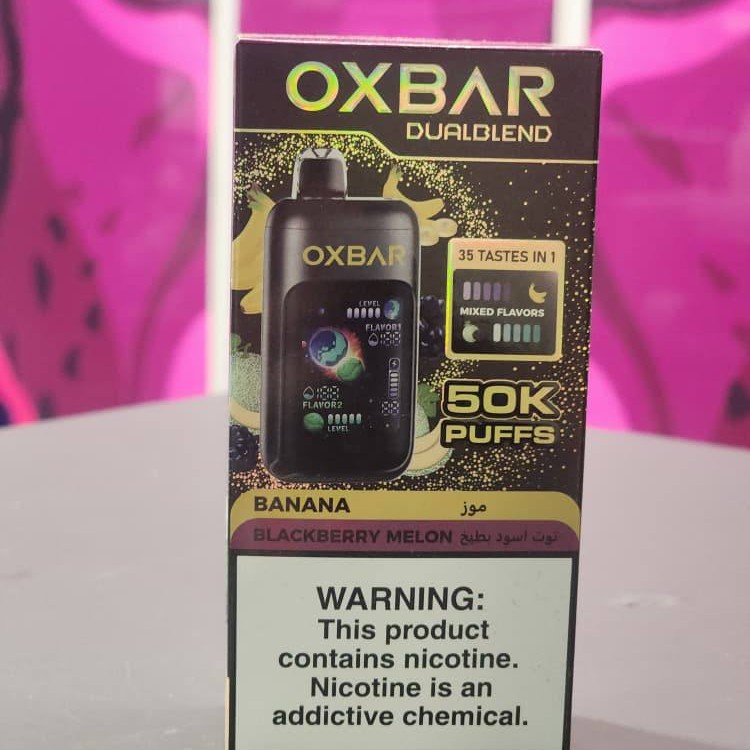 OXBAR
DUALBLEND
OXBAR
LEVEL
FLAVOR1
FLAVOR2
LEVEL
35 TASTES IN 1
MIXED FLAVORS
50K
PUFFS
BANANA موز
BLACKBERRY MELON توت اسود بطيخ
WARNING:
This product
contains nicotine.
Nicotine is an
addictive chemical.